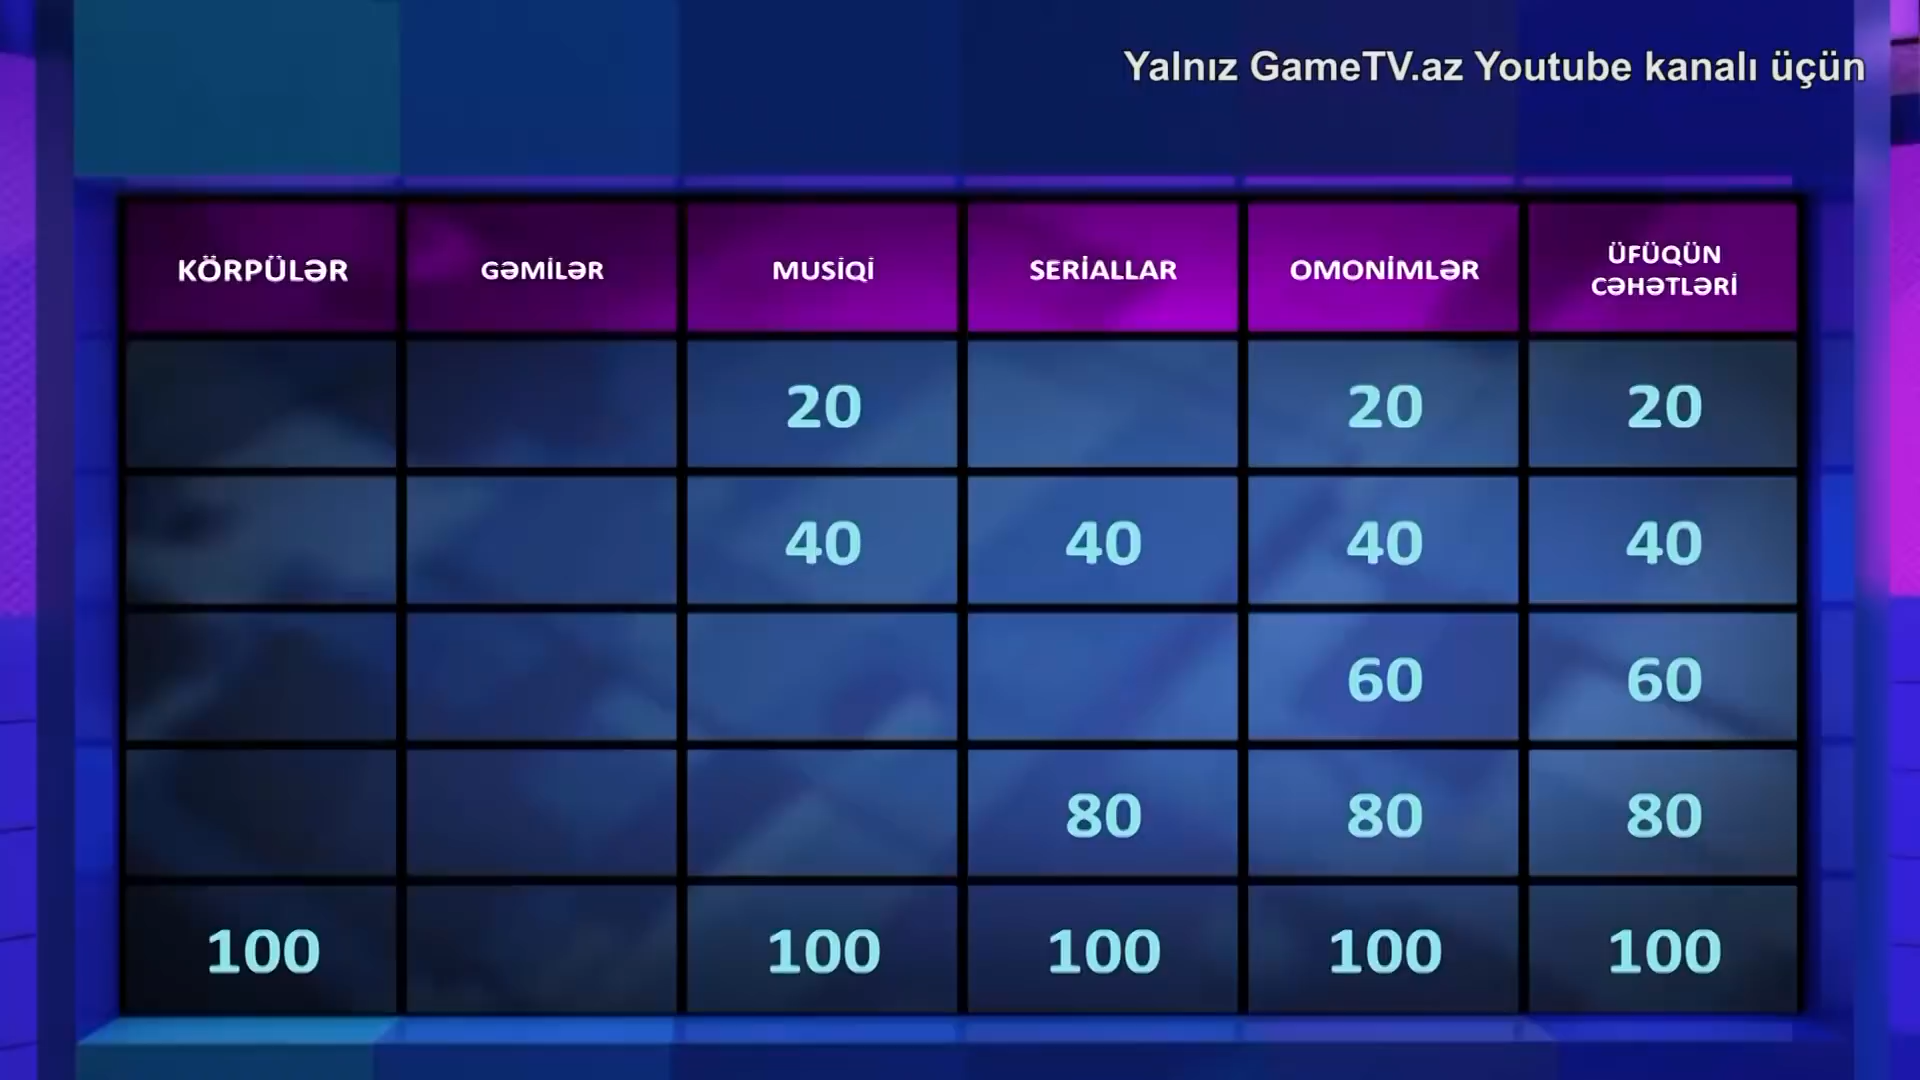 Yalnız GameTV.az Youtube kanalı üçün
KÖRPÜLƏR GƏMİLƏR MUSİQİ SERİALLAR OMONİMLƏR ÜFÜQÜN CƏHƏTLƏRİ
20 20 20
40 40 40 40
60 60
80 80 80
100 100 100 100 100